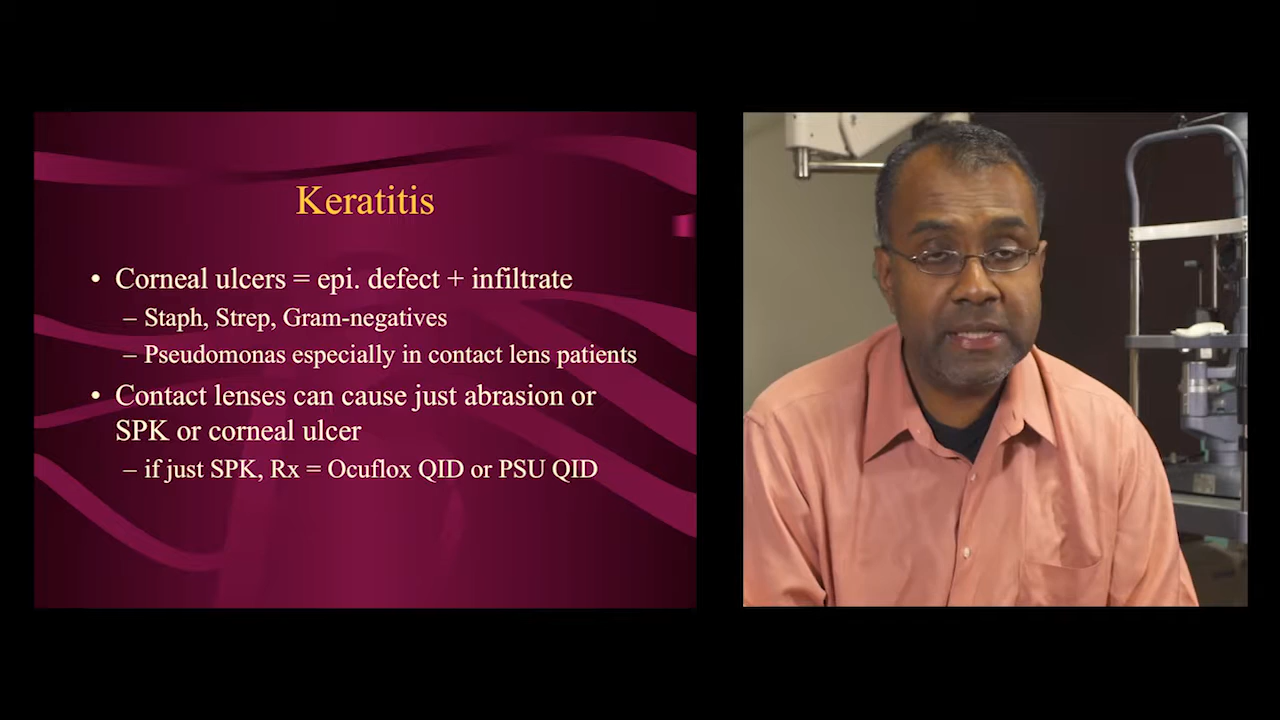 Keratitis
• Corneal ulcers = epi. defect + infiltrate
– Staph, Strep, Gram-negatives
– Pseudomonas especially in contact lens patients
• Contact lenses can cause just abrasion or
SPK or corneal ulcer
– if just SPK, Rx = Ocuflox QID or PSU QID